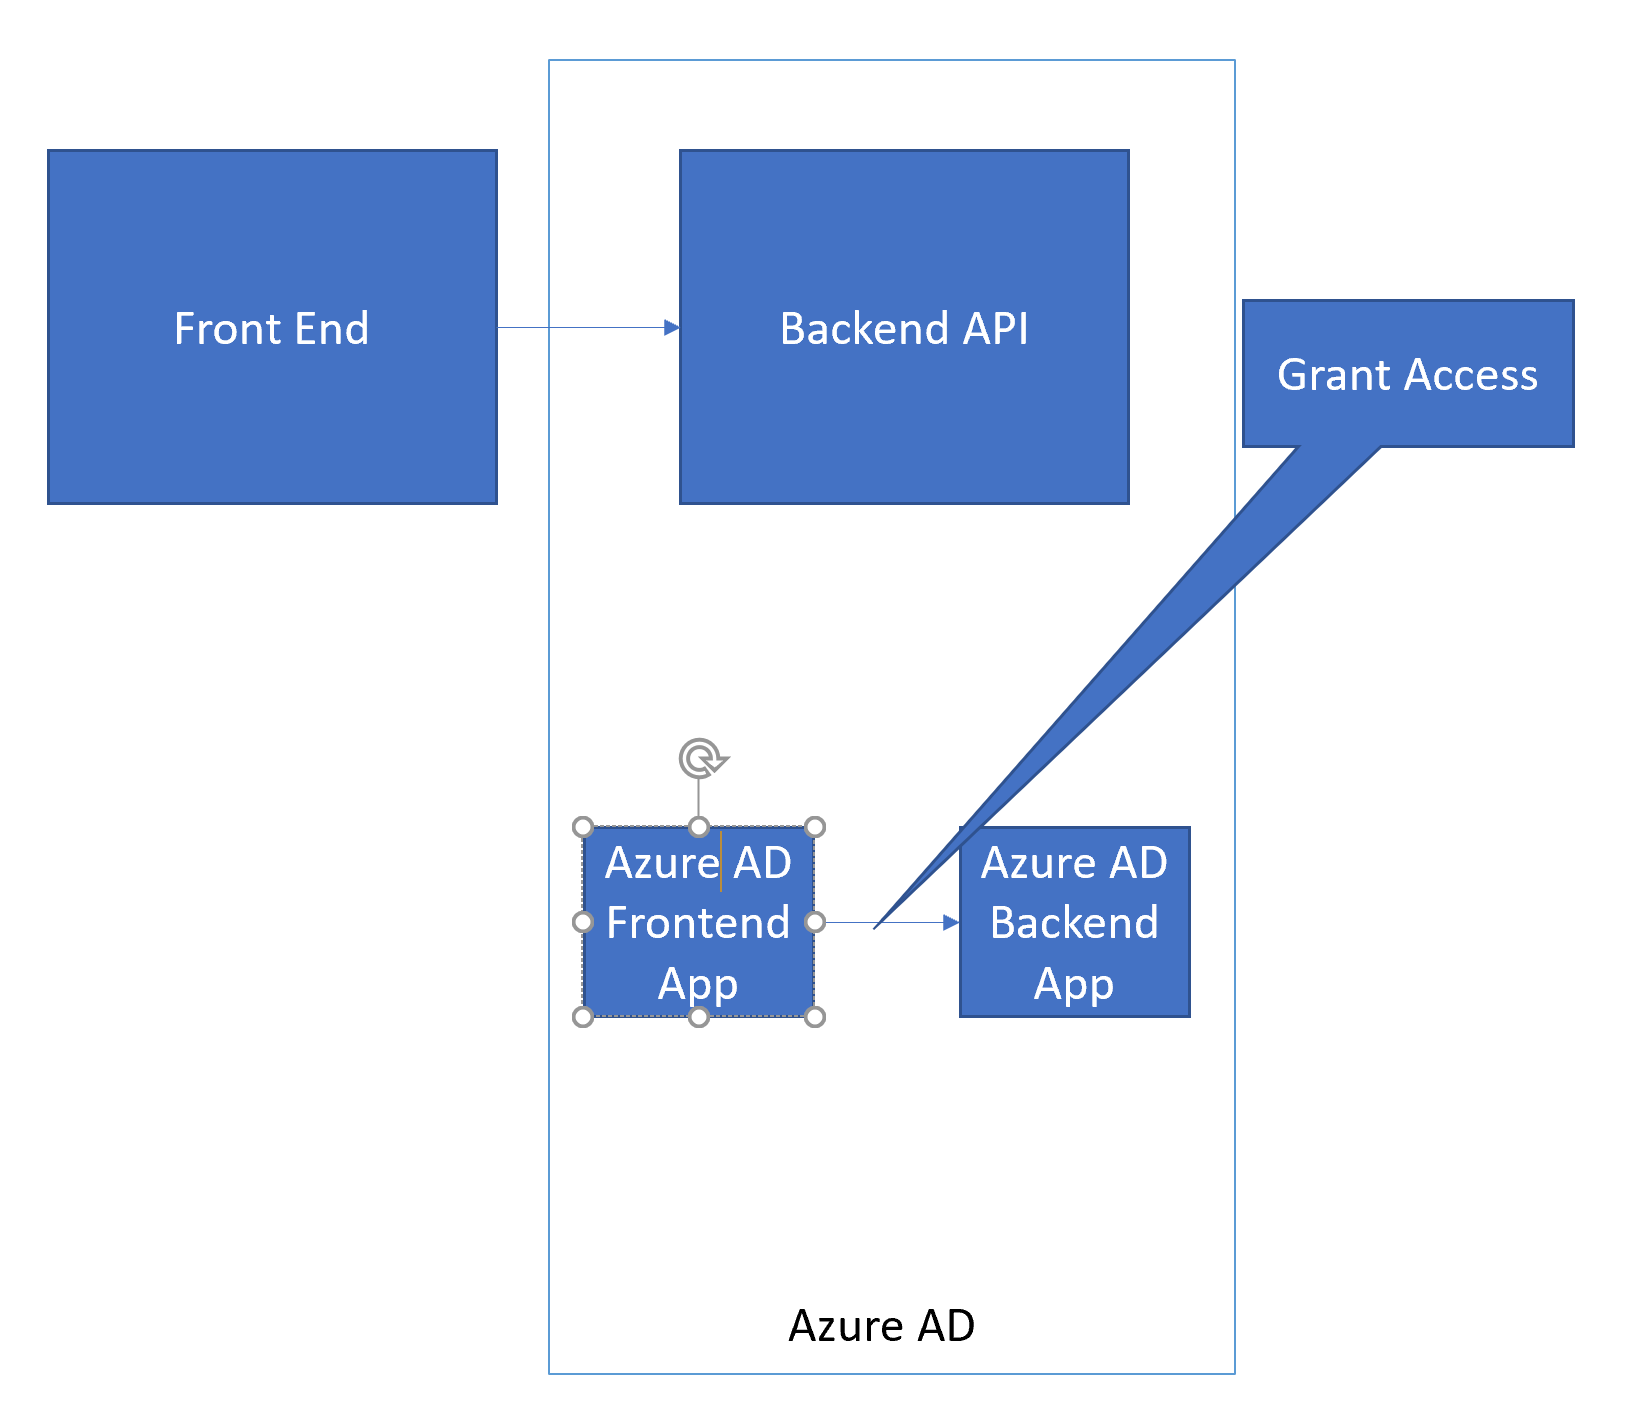 Front End
Backend API
Grant Access
Azure AD
Frontend
App
Azure AD
Backend
App
Azure AD